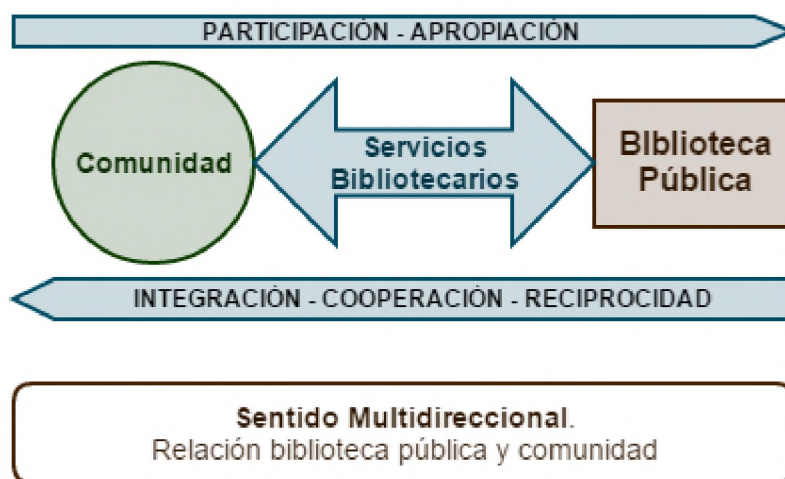 PARTICIPACIÓN - APROPIACIÓN
Comunidad
Servicios
Bibliotecarios
BIblioteca
Pública
INTEGRACIÓN - COOPERACIÓN - RECIPROCIDAD
Sentido Multidireccional.
Relación biblioteca pública y comunidad